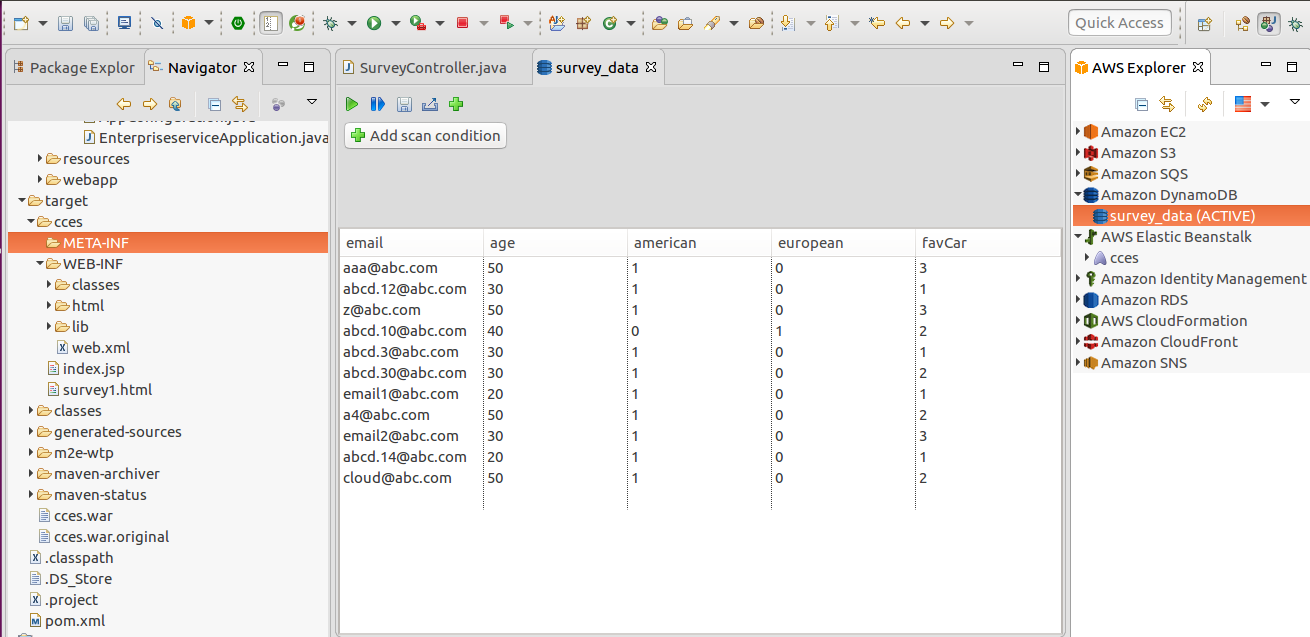 Quick Access
Package Explor
Navigator
EnterpriseserviceApplication.java
resources
webapp
target
cces
META-INF
WEB-INF
classes
html
lib
web.xml
index.jsp
survey1.html
classes
generated-sources
m2e-wtp
maven-archiver
maven-status
cces.war
cces.war.original
.classpath
.DS_Store
.project
pom.xml
SurveyController.java
survey_data
Add scan condition
email age american european favCar
aaa@abc.com 50 1 0 3
abcd.12@abc.com 30 1 0 1
z@abc.com 50 1 0 3
abcd.10@abc.com 40 0 1 2
abcd.3@abc.com 30 1 0 1
abcd.30@abc.com 30 1 0 2
email1@abc.com 20 1 0 1
a4@abc.com 50 1 0 2
email2@abc.com 30 1 0 3
abcd.14@abc.com 20 1 0 1
cloud@abc.com 50 1 0 2
AWS Explorer
Amazon EC2
Amazon S3
Amazon SQS
Amazon DynamoDB
survey_data (ACTIVE)
AWS Elastic Beanstalk
cces
Amazon Identity Management
Amazon RDS
AWS CloudFormation
Amazon CloudFront
Amazon SNS